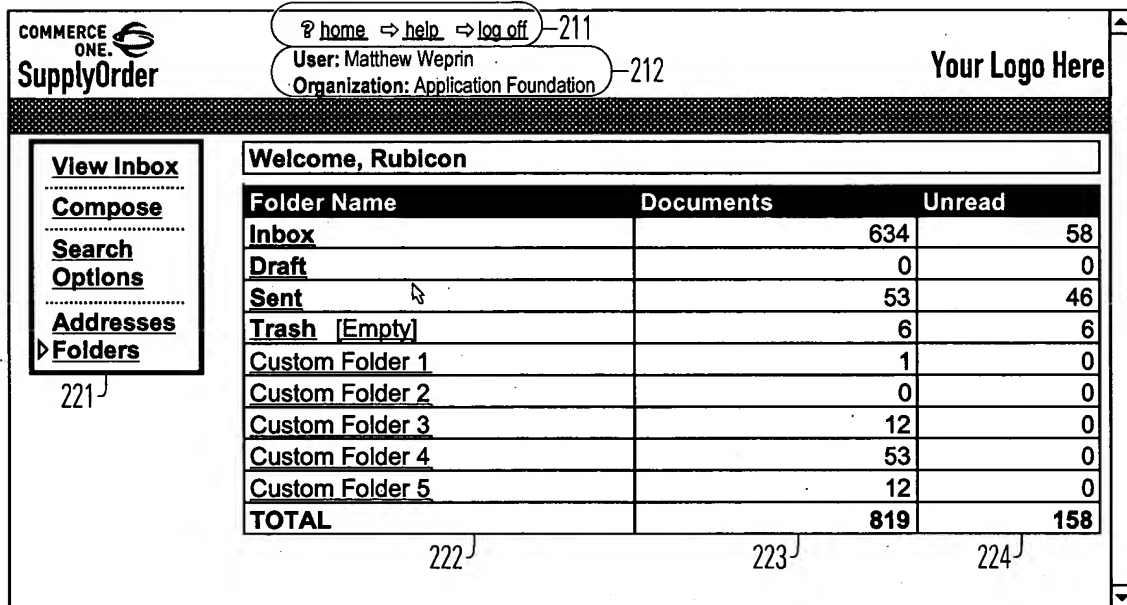 COMMERCE ONE.
SupplyOrder
? home ⇨ help ⇨ log off
211
User: Matthew Weprin
Organization: Application Foundation
212
Your Logo Here
View Inbox
Compose
Search Options
Addresses
Folders
221
Welcome, Rubicon
Folder Name Documents Unread
Inbox 634 58
Draft 0 0
Sent 53 46
Trash [Empty] 6 6
Custom Folder 1 1 0
Custom Folder 2 0 0
Custom Folder 3 12 0
Custom Folder 4 53 0
Custom Folder 5 12 0
TOTAL 819 158
222 223 224